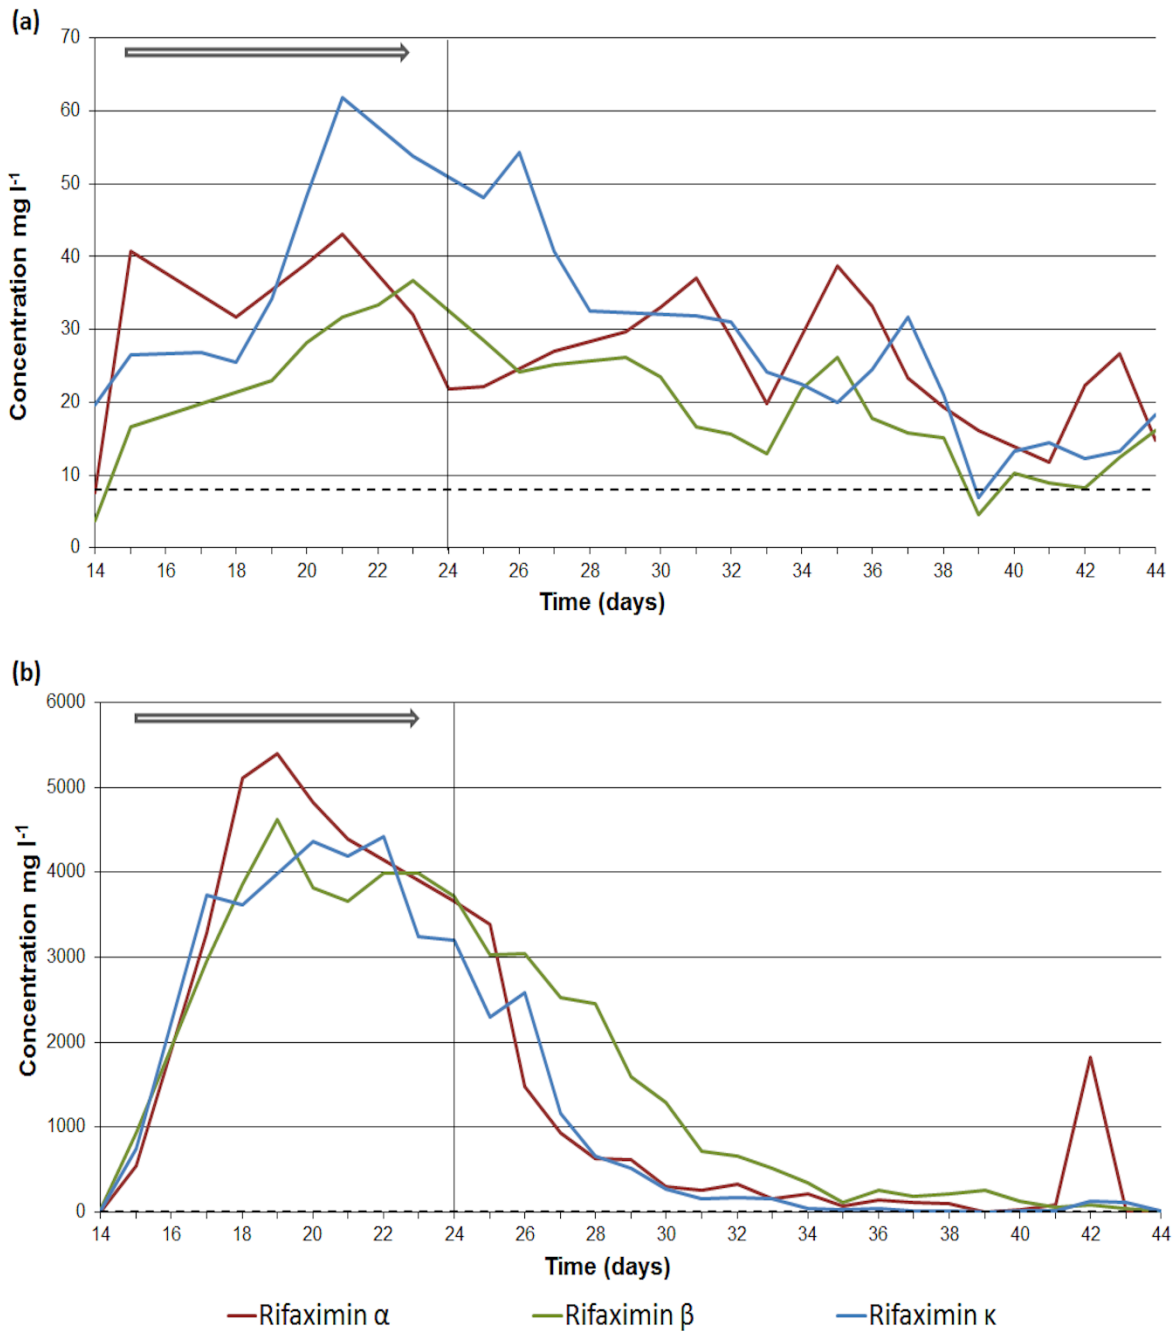 (a)
Concentration mg l-1
70
60
50
40
30
20
10
0
14 16 18 20 22 24 26 28 30 32 34 36 38 40 42 44
Time (days)
(b)
Concentration mg l-1
6000
5000
4000
3000
2000
1000
0
14 16 18 20 22 24 26 28 30 32 34 36 38 40 42 44
Time (days)
Rifaximin α Rifaximin β Rifaximin κ